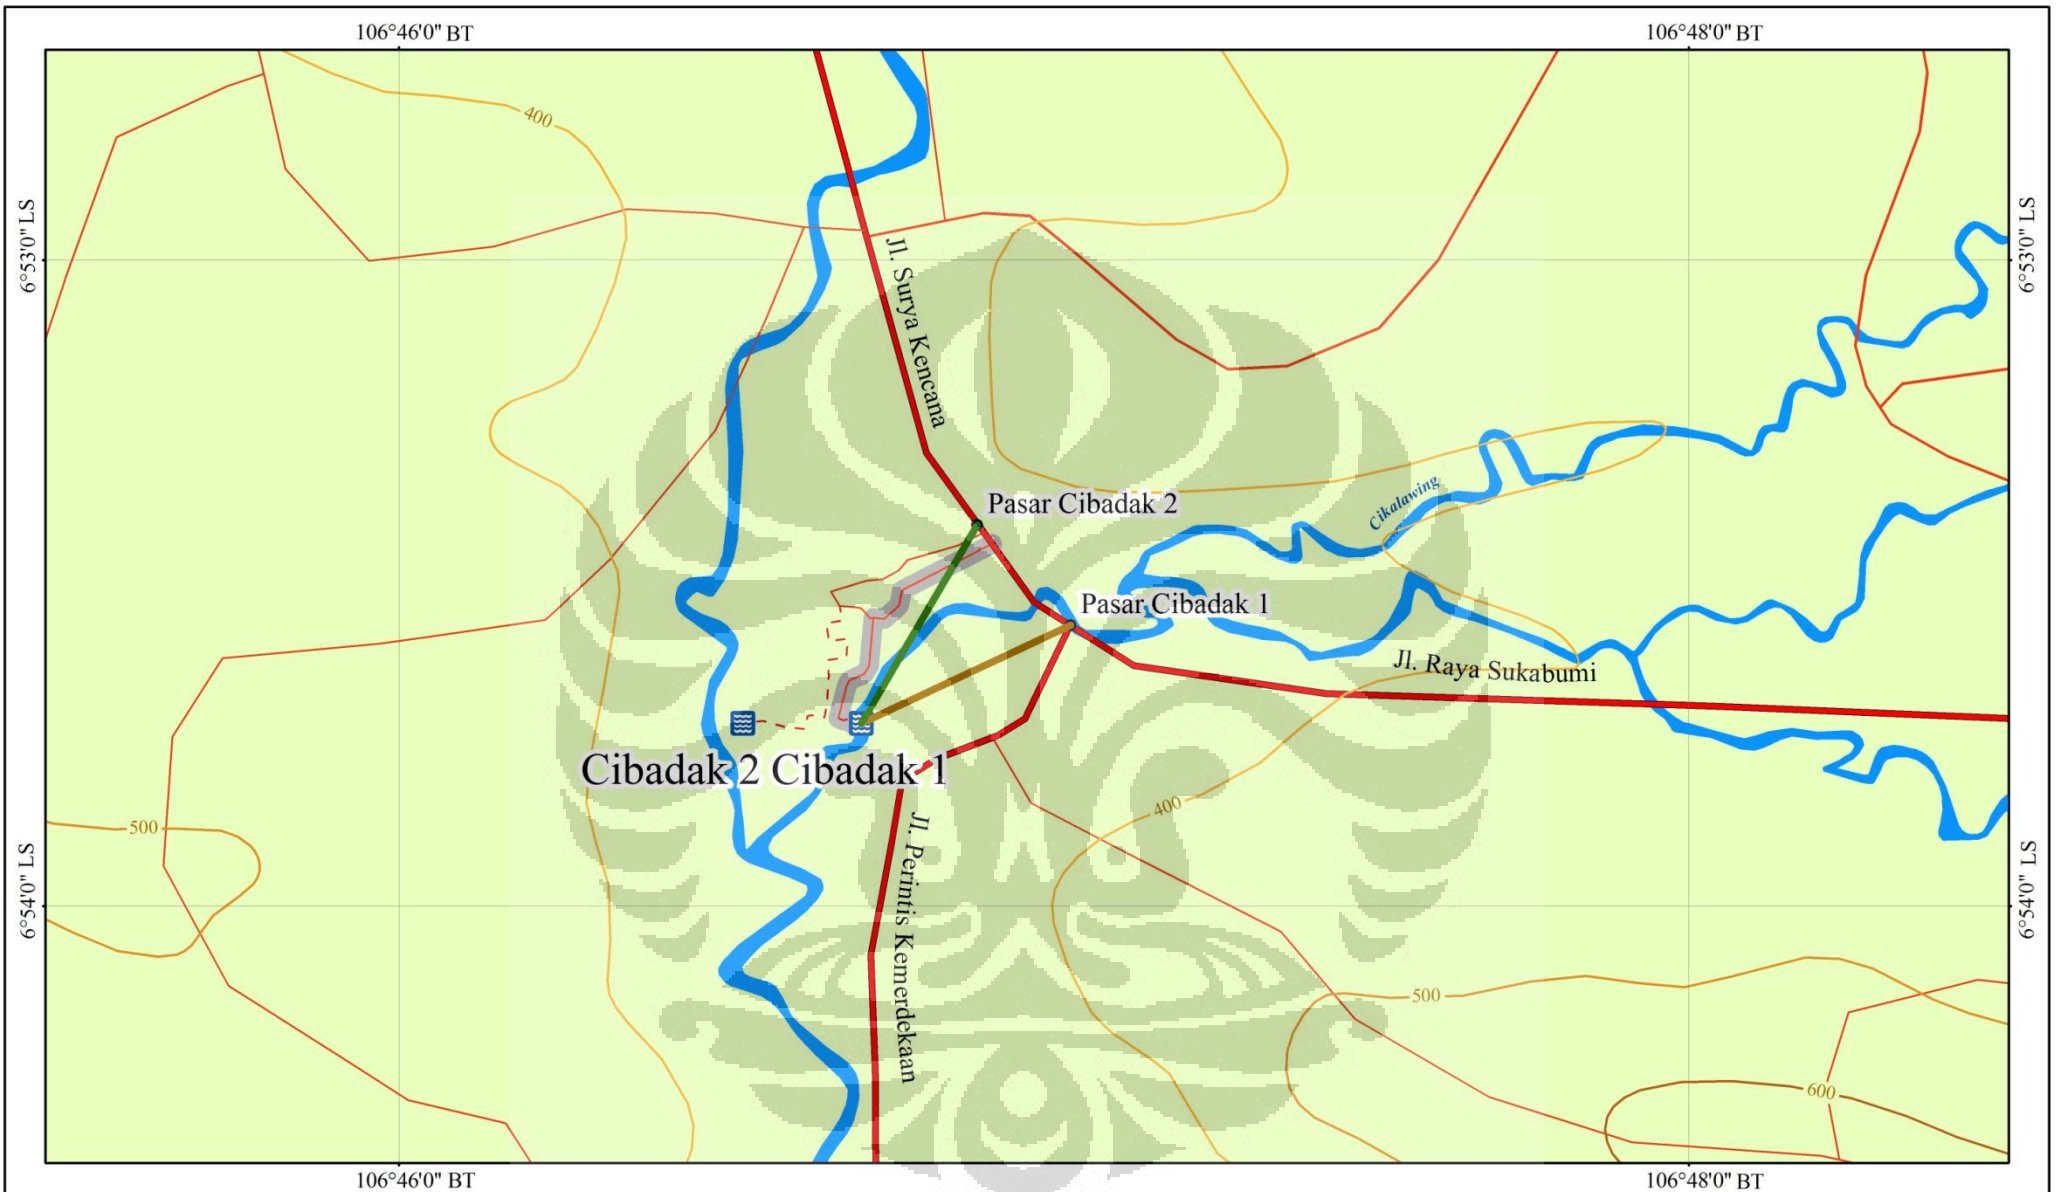 106°46'0" BT
106°48'0" BT
400
6°53'0" LS
6°53'0" LS
Jl. Surya Kencana
Pasar Cibadak 2
Cikalawing
Pasar Cibadak 1
Jl. Raya Sukabumi
Cibadak 2
Cibadak 1
400
500
Jl. Perintis Kemerdekaan
6°54'0" LS
6°54'0" LS
500
600
106°46'0" BT
106°48'0" BT